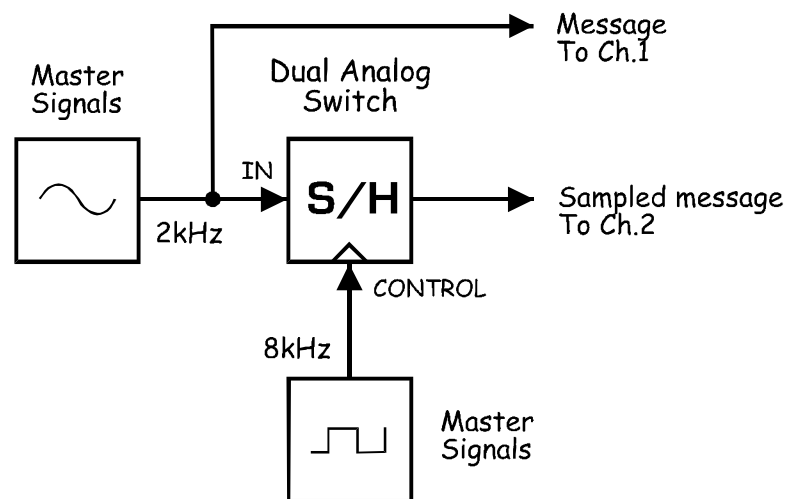 Message
To Ch.1
Master
Signals
Dual Analog
Switch
IN
S/H
2kHz
Sampled message
To Ch.2
CONTROL
8kHz
Master
Signals